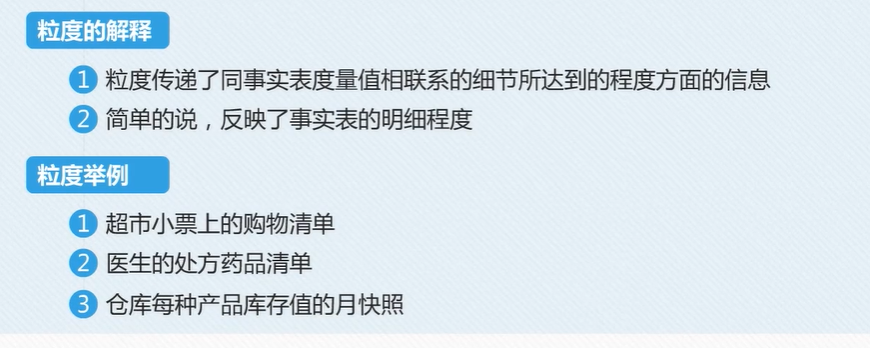 粒度的解释
1 粒度传递了同事实表度量值相联系的细节所达到的程度方面的信息
2 简单的说，反映了事实表的明细程度
粒度举例
1 超市小票上的购物清单
2 医生的处方药品清单
3 仓库每种产品库存值的月快照